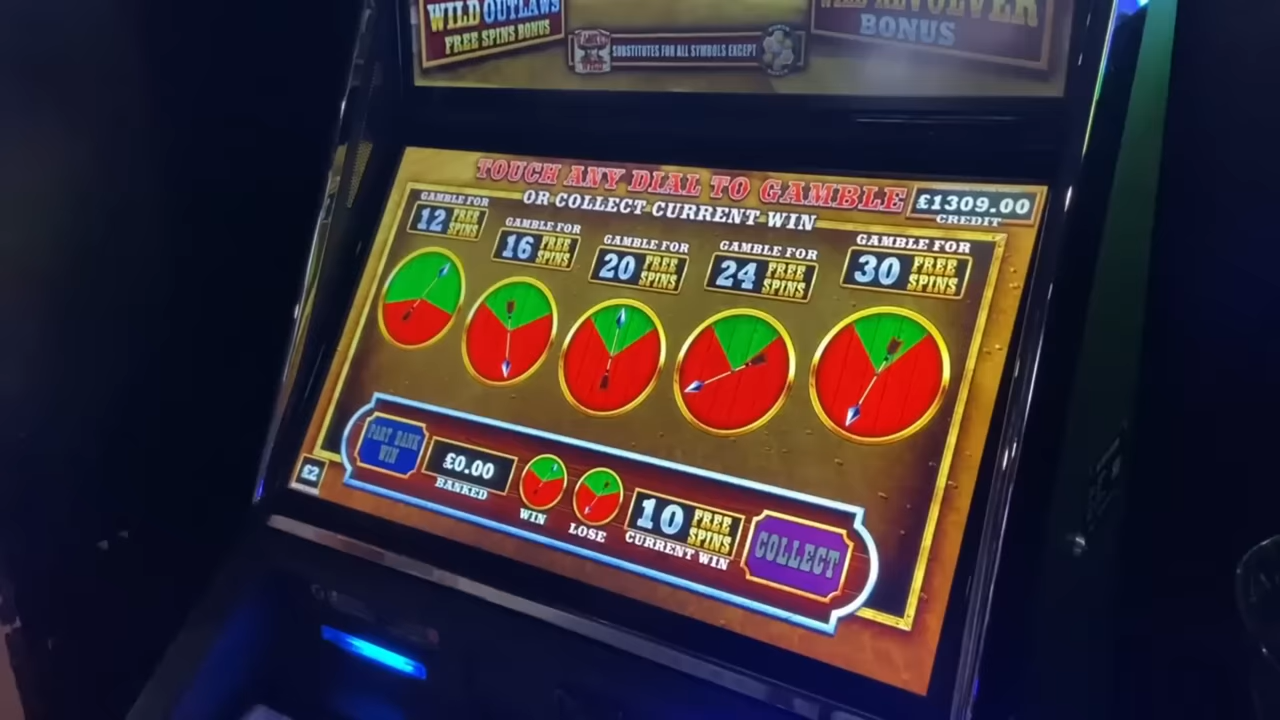 WILD OUTLAWS
FREE SPINS BONUS
SUBSTITUTES FOR ALL SYMBOLS EXCEPT
WILD REVOLVER
BONUS
TOUCH ANY DIAL TO GAMBLE
OR COLLECT CURRENT WIN
£1309.00
CREDIT
GAMBLE FOR
12 FREE SPINS
GAMBLE FOR
16 FREE SPINS
GAMBLE FOR
20 FREE SPINS
GAMBLE FOR
24 FREE SPINS
GAMBLE FOR
30 FREE SPINS
£2
PART BANK
WIN
£0.00
BANKED
WIN
LOSE
10 FREE SPINS
CURRENT WIN
COLLECT